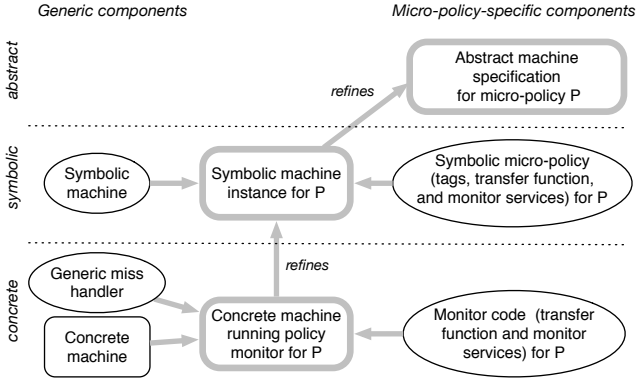 Generic components
Micro-policy-specific components
abstract
Abstract machine
specification
for micro-policy P
refines
symbolic
Symbolic
machine
Symbolic machine
instance for P
Symbolic micro-policy
(tags, transfer function,
and monitor services) for P
refines
concrete
Generic miss
handler
Concrete
machine
Concrete machine
running policy
monitor for P
Monitor code (transfer
function and monitor
services) for P